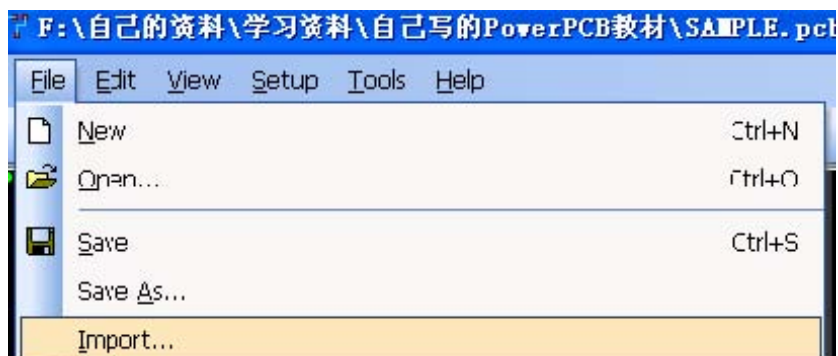 F:\自己的资料\学习资料\自己写的PowerPCB教材\SAMPLE.pcb
File Edit View Setup Tools Help
New Ctrl+N
Open... Ctrl+O
Save Ctrl+S
Save As...
Import...